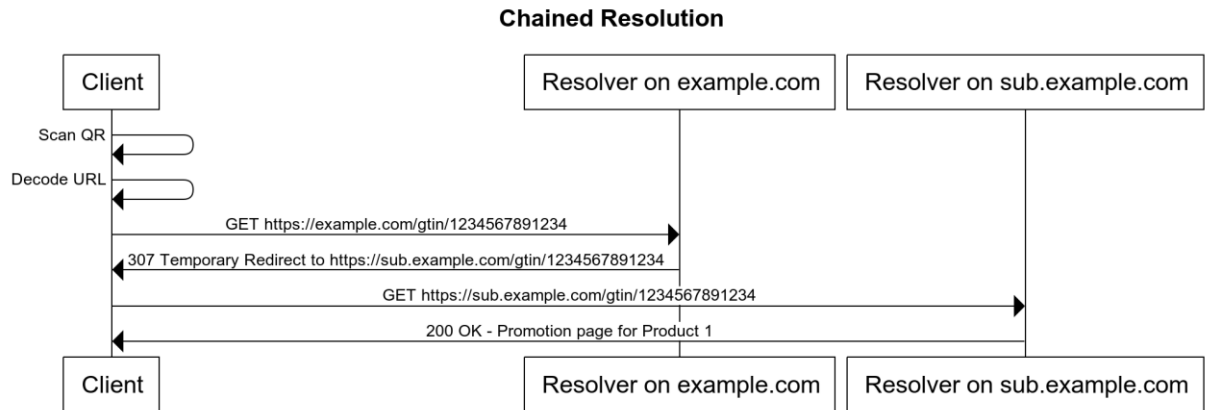 Chained Resolution
Client
Resolver on example.com
Resolver on sub.example.com
Scan QR
Decode URL
GET https://example.com/gtin/1234567891234
307 Temporary Redirect to https://sub.example.com/gtin/1234567891234
GET https://sub.example.com/gtin/1234567891234
200 OK - Promotion page for Product 1
Client
Resolver on example.com
Resolver on sub.example.com